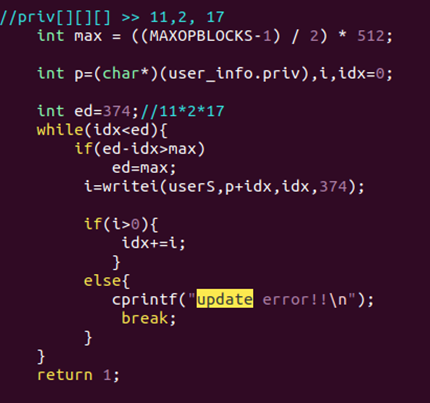 //priv[][][] >> 11,2, 17
int max = ((MAXOPBLOCKS-1) / 2) * 512;
int p=(char*)(user_info.priv),i,idx=0;
int ed=374;//11*2*17
while(idx<ed){
if(ed-idx>max)
ed=max;
i=writei(userS,p+idx,idx,374);
if(i>0){
idx+=i;
}
else{
cprintf("update error!!\n");
break;
}
}
return 1;